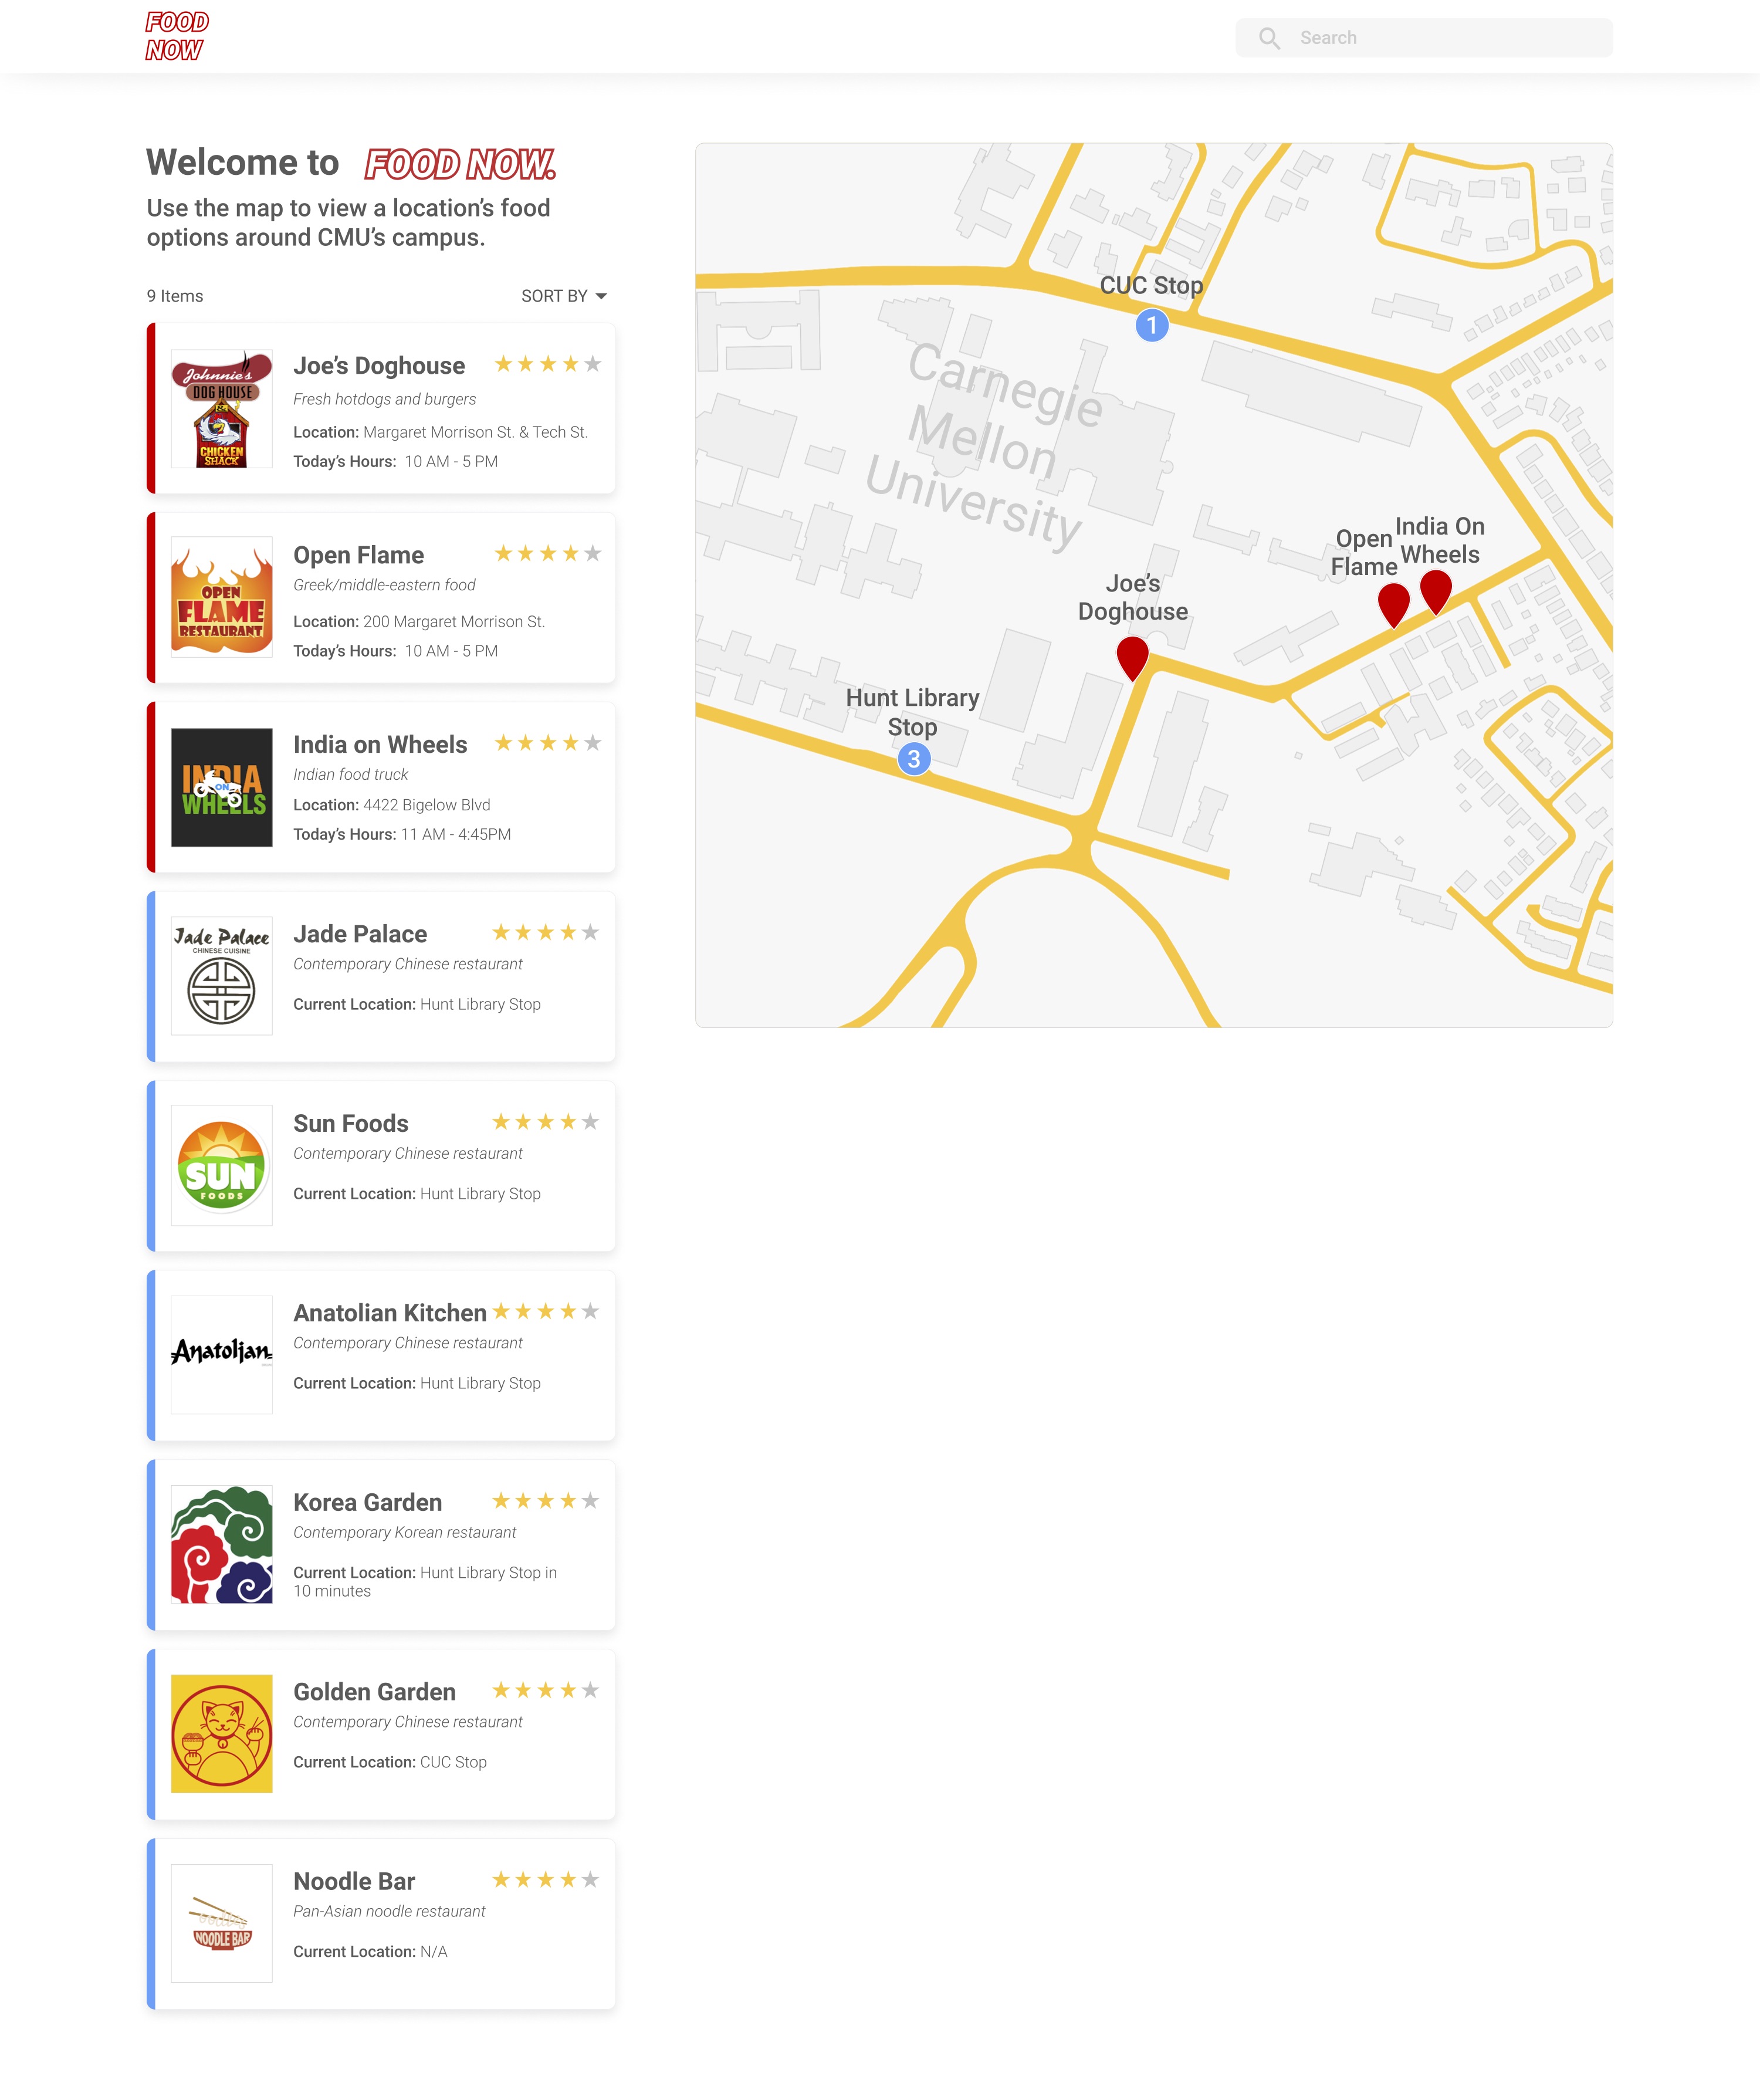 FOOD
NOW
Search
Welcome to FOOD NOW.
Use the map to view a location's food
options around CMU's campus.
9 Items
SORT BY
Johnnie's
DOG HOUSE
CHICKEN
SHACK
Joe's Doghouse
Fresh hotdogs and burgers
Location: Margaret Morrison St. & Tech St.
Today's Hours: 10 AM - 5 PM
OPEN
FLAME
RESTAURANT
Open Flame
Greek/middle-eastern food
Location: 200 Margaret Morrison St.
Today's Hours: 10 AM - 5 PM
INDIA
ON
WHEELS
India on Wheels
Indian food truck
Location: 4422 Bigelow Blvd
Today's Hours: 11 AM - 4:45PM
Jade Palace
CHINESE CUISINE
Jade Palace
Contemporary Chinese restaurant
Current Location: Hunt Library Stop
SUN
FOODS
Sun Foods
Contemporary Chinese restaurant
Current Location: Hunt Library Stop
Anatolian
Anatolian Kitchen
Contemporary Chinese restaurant
Current Location: Hunt Library Stop
Korea Garden
Contemporary Korean restaurant
Current Location: Hunt Library Stop in
10 minutes
Golden Garden
Contemporary Chinese restaurant
Current Location: CUC Stop
NOODLE BAR
Noodle Bar
Pan-Asian noodle restaurant
Current Location: N/A
CUC Stop
1
Carnegie
Mellon
University
Open
Flame
India On
Wheels
Joe's
Doghouse
Hunt Library
Stop
3